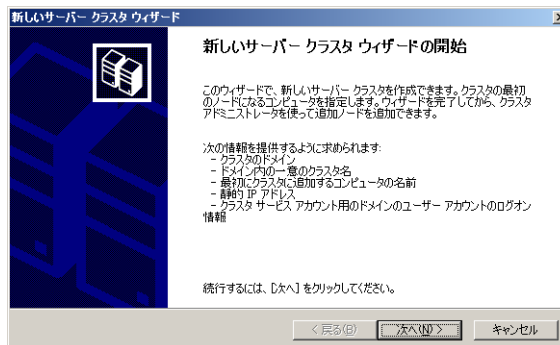 新しいサーバー クラスタ ウィザード
新しいサーバー クラスタ ウィザードの開始
このウィザードで、新しいサーバー クラスタを作成できます。クラスタの最初
のノードになるコンピュータを指定します。ウィザードを完了してから、クラスタ
アドミニストレータを使って追加ノードを追加できます。
次の情報を提供するように求められます:
- クラスタのドメイン
- ドメイン内の一意のクラスタ名
- 最初にクラスタに追加するコンピュータの名前
- 静的 IP アドレス
- クラスタ サービス アカウント用のドメインのユーザー アカウントのログオン
情報
続行するには、[次へ] をクリックしてください。
< 戻る(B)
次へ(N) >
キャンセル